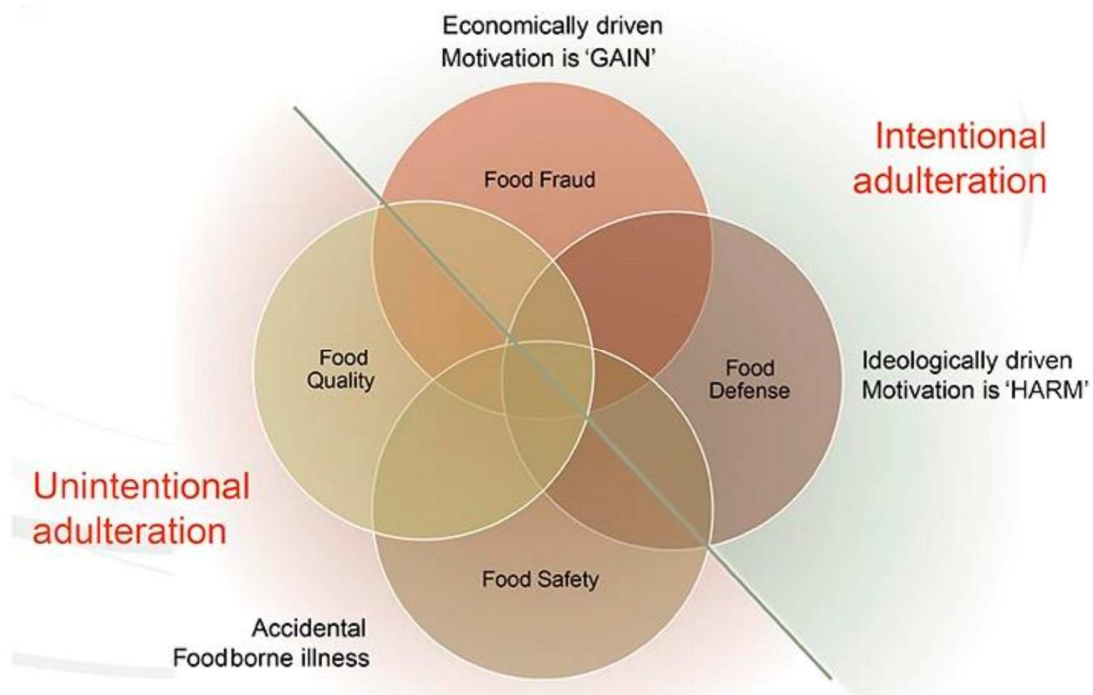 Economically driven
Motivation is ‘GAIN’
Intentional
adulteration
Food Fraud
Food
Quality
Food
Defense
Ideologically driven
Motivation is ‘HARM’
Unintentional
adulteration
Food Safety
Accidental
Foodborne illness